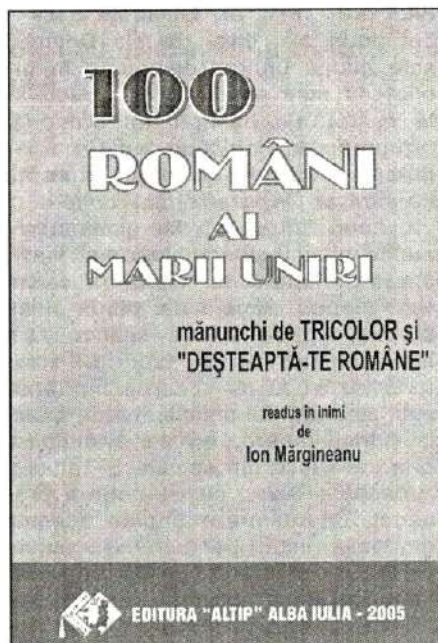 100
ROMÂNI
AI
MARII UNIRI
mănunchi de TRICOLOR și
"DEȘTEAPTĂ-TE ROMÂNE"
readus în inimi
de
Ion Mărgineanu
EDITURA "ALTIP" ALBA IULIA - 2005